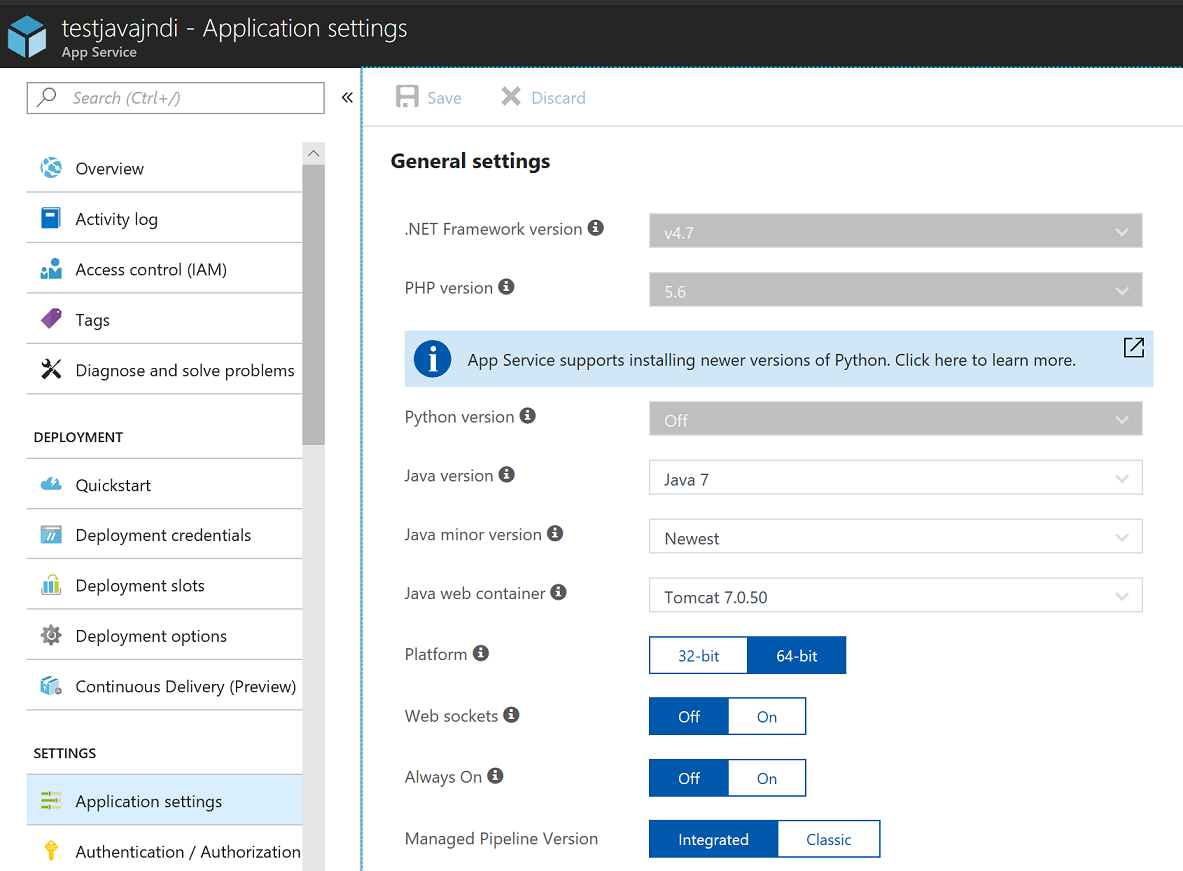 testjavajndi - Application settings
App Service
Search (Ctrl+/)
«
Overview
Activity log
Access control (IAM)
Tags
Diagnose and solve problems
DEPLOYMENT
Quickstart
Deployment credentials
Deployment slots
Deployment options
Continuous Delivery (Preview)
SETTINGS
Application settings
Authentication / Authorization
Save Discard
General settings
.NET Framework version v4.7
PHP version 5.6
App Service supports installing newer versions of Python. Click here to learn more.
Python version Off
Java version Java 7
Java minor version Newest
Java web container Tomcat 7.0.50
Platform 32-bit 64-bit
Web sockets Off On
Always On Off On
Managed Pipeline Version Integrated Classic